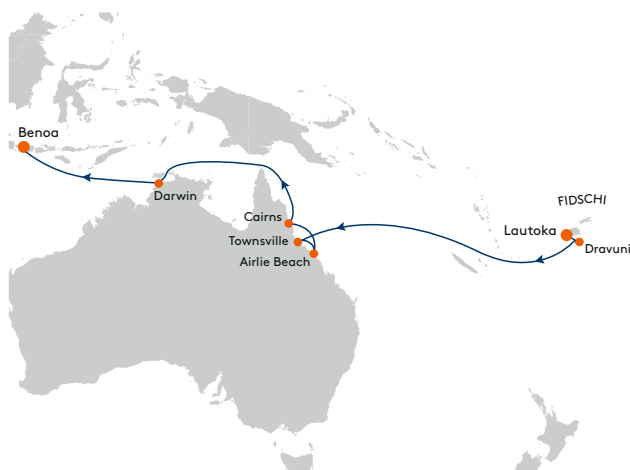 Benoa
Darwin
FIDSCHI
Cairns
Lautoka
Townsville
Dravuni
Airlie Beach